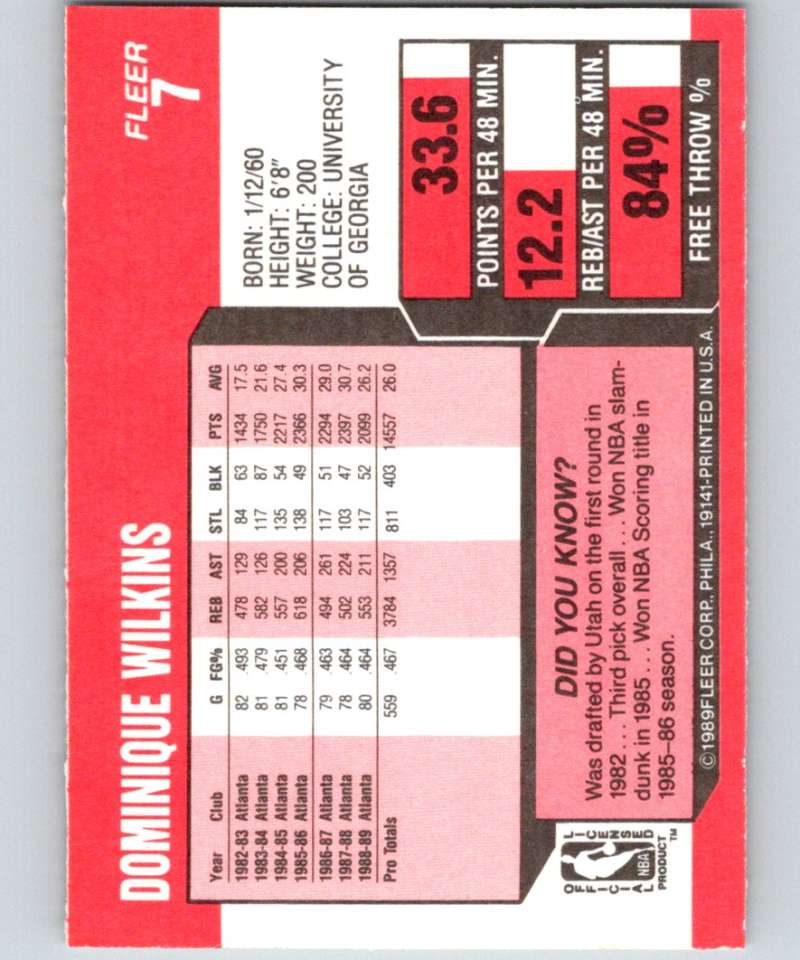 DOMINIQUE WILKINS
FLEER
7
Year Club G FG% REB AST STL BLK PTS AVG
1982-83 Atlanta 82 .493 478 129 84 63 1434 17.5
1983-84 Atlanta 81 .479 582 126 117 87 1750 21.6
1984-85 Atlanta 81 .451 557 200 135 54 2217 27.4
1985-86 Atlanta 78 .468 618 206 138 49 2366 30.3
1986-87 Atlanta 79 .463 494 261 117 51 2294 29.0
1987-88 Atlanta 78 .464 502 224 103 47 2397 30.7
1988-89 Atlanta 80 .464 553 211 117 52 2099 26.2
Pro Totals 559 .467 3784 1357 811 403 14557 26.0
BORN: 1/12/60
HEIGHT: 6'8"
WEIGHT: 200
COLLEGE: UNIVERSITY
OF GEORGIA
33.6
POINTS PER 48 MIN.
12.2
REB/AST PER 48 MIN.
84%
FREE THROW %
DID YOU KNOW?
Was drafted by Utah on the first round in
1982 ... Third pick overall ... Won NBA slam-
dunk in 1985 ... Won NBA Scoring title in
1985–86 season.
OFFICIAL
NBA
LICENSED
PRODUCT™
©1989 FLEER CORP., PHILA., 19141-PRINTED IN U.S.A.